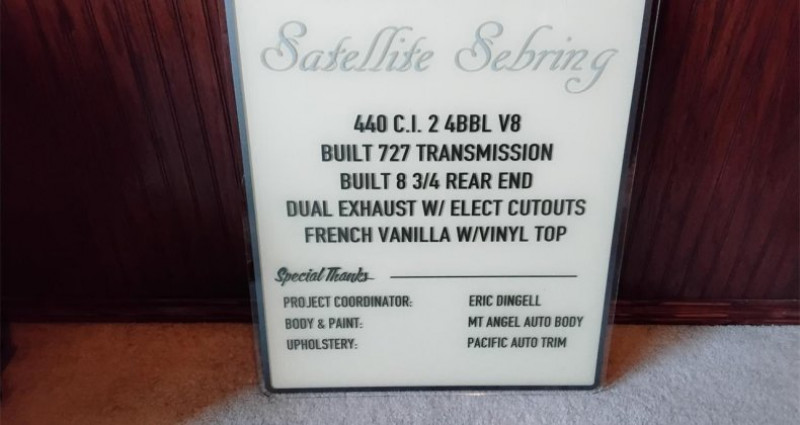 Satellite Sebring
440 C.I. 2 4BBL V8
BUILT 727 TRANSMISSION
BUILT 8 3/4 REAR END
DUAL EXHAUST W/ ELECT CUTOUTS
FRENCH VANILLA W/VINYL TOP
Special Thanks
PROJECT COORDINATOR: ERIC DINGELL
BODY & PAINT: MT ANGEL AUTO BODY
UPHOLSTERY: PACIFIC AUTO TRIM